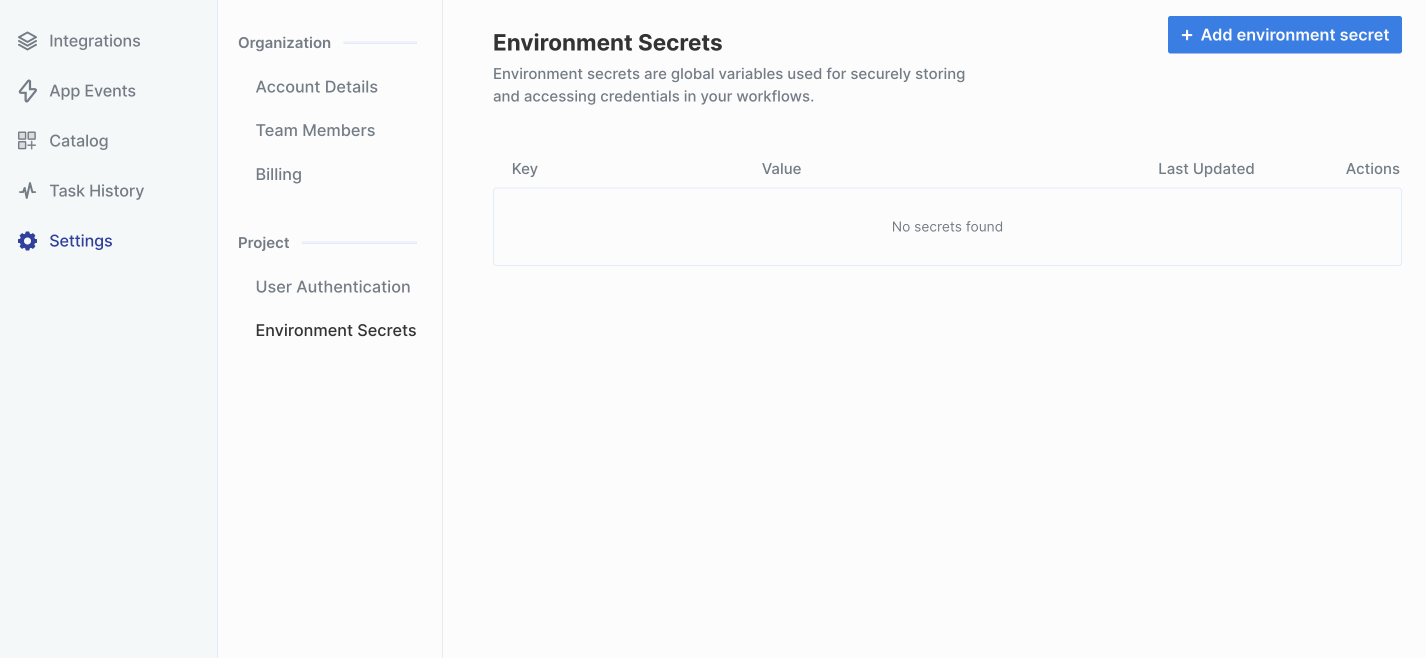 Integrations
App Events
Catalog
Task History
Settings
Organization
Account Details
Team Members
Billing
Project
User Authentication
Environment Secrets
Environment Secrets
+ Add environment secret
Environment secrets are global variables used for securely storing
and accessing credentials in your workflows.
Key Value Last Updated Actions
No secrets found